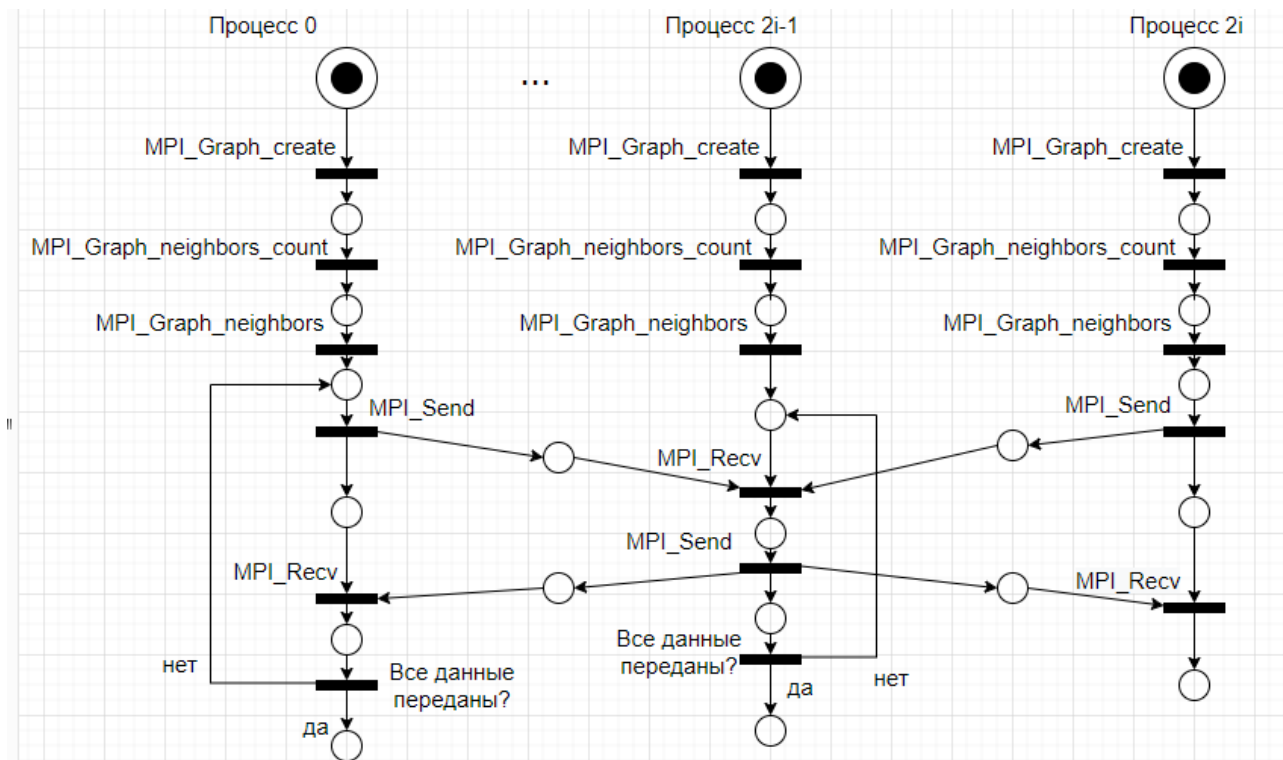 Процесс 0
Процесс 2i-1
Процесс 2i
...
MPI_Graph_create
MPI_Graph_create
MPI_Graph_create
MPI_Graph_neighbors_count
MPI_Graph_neighbors_count
MPI_Graph_neighbors_count
MPI_Graph_neighbors
MPI_Graph_neighbors
MPI_Graph_neighbors
MPI_Send
MPI_Send
MPI_Recv
MPI_Send
MPI_Recv
MPI_Recv
Все данные
переданы?
нет
Все данные
переданы?
да
нет
да